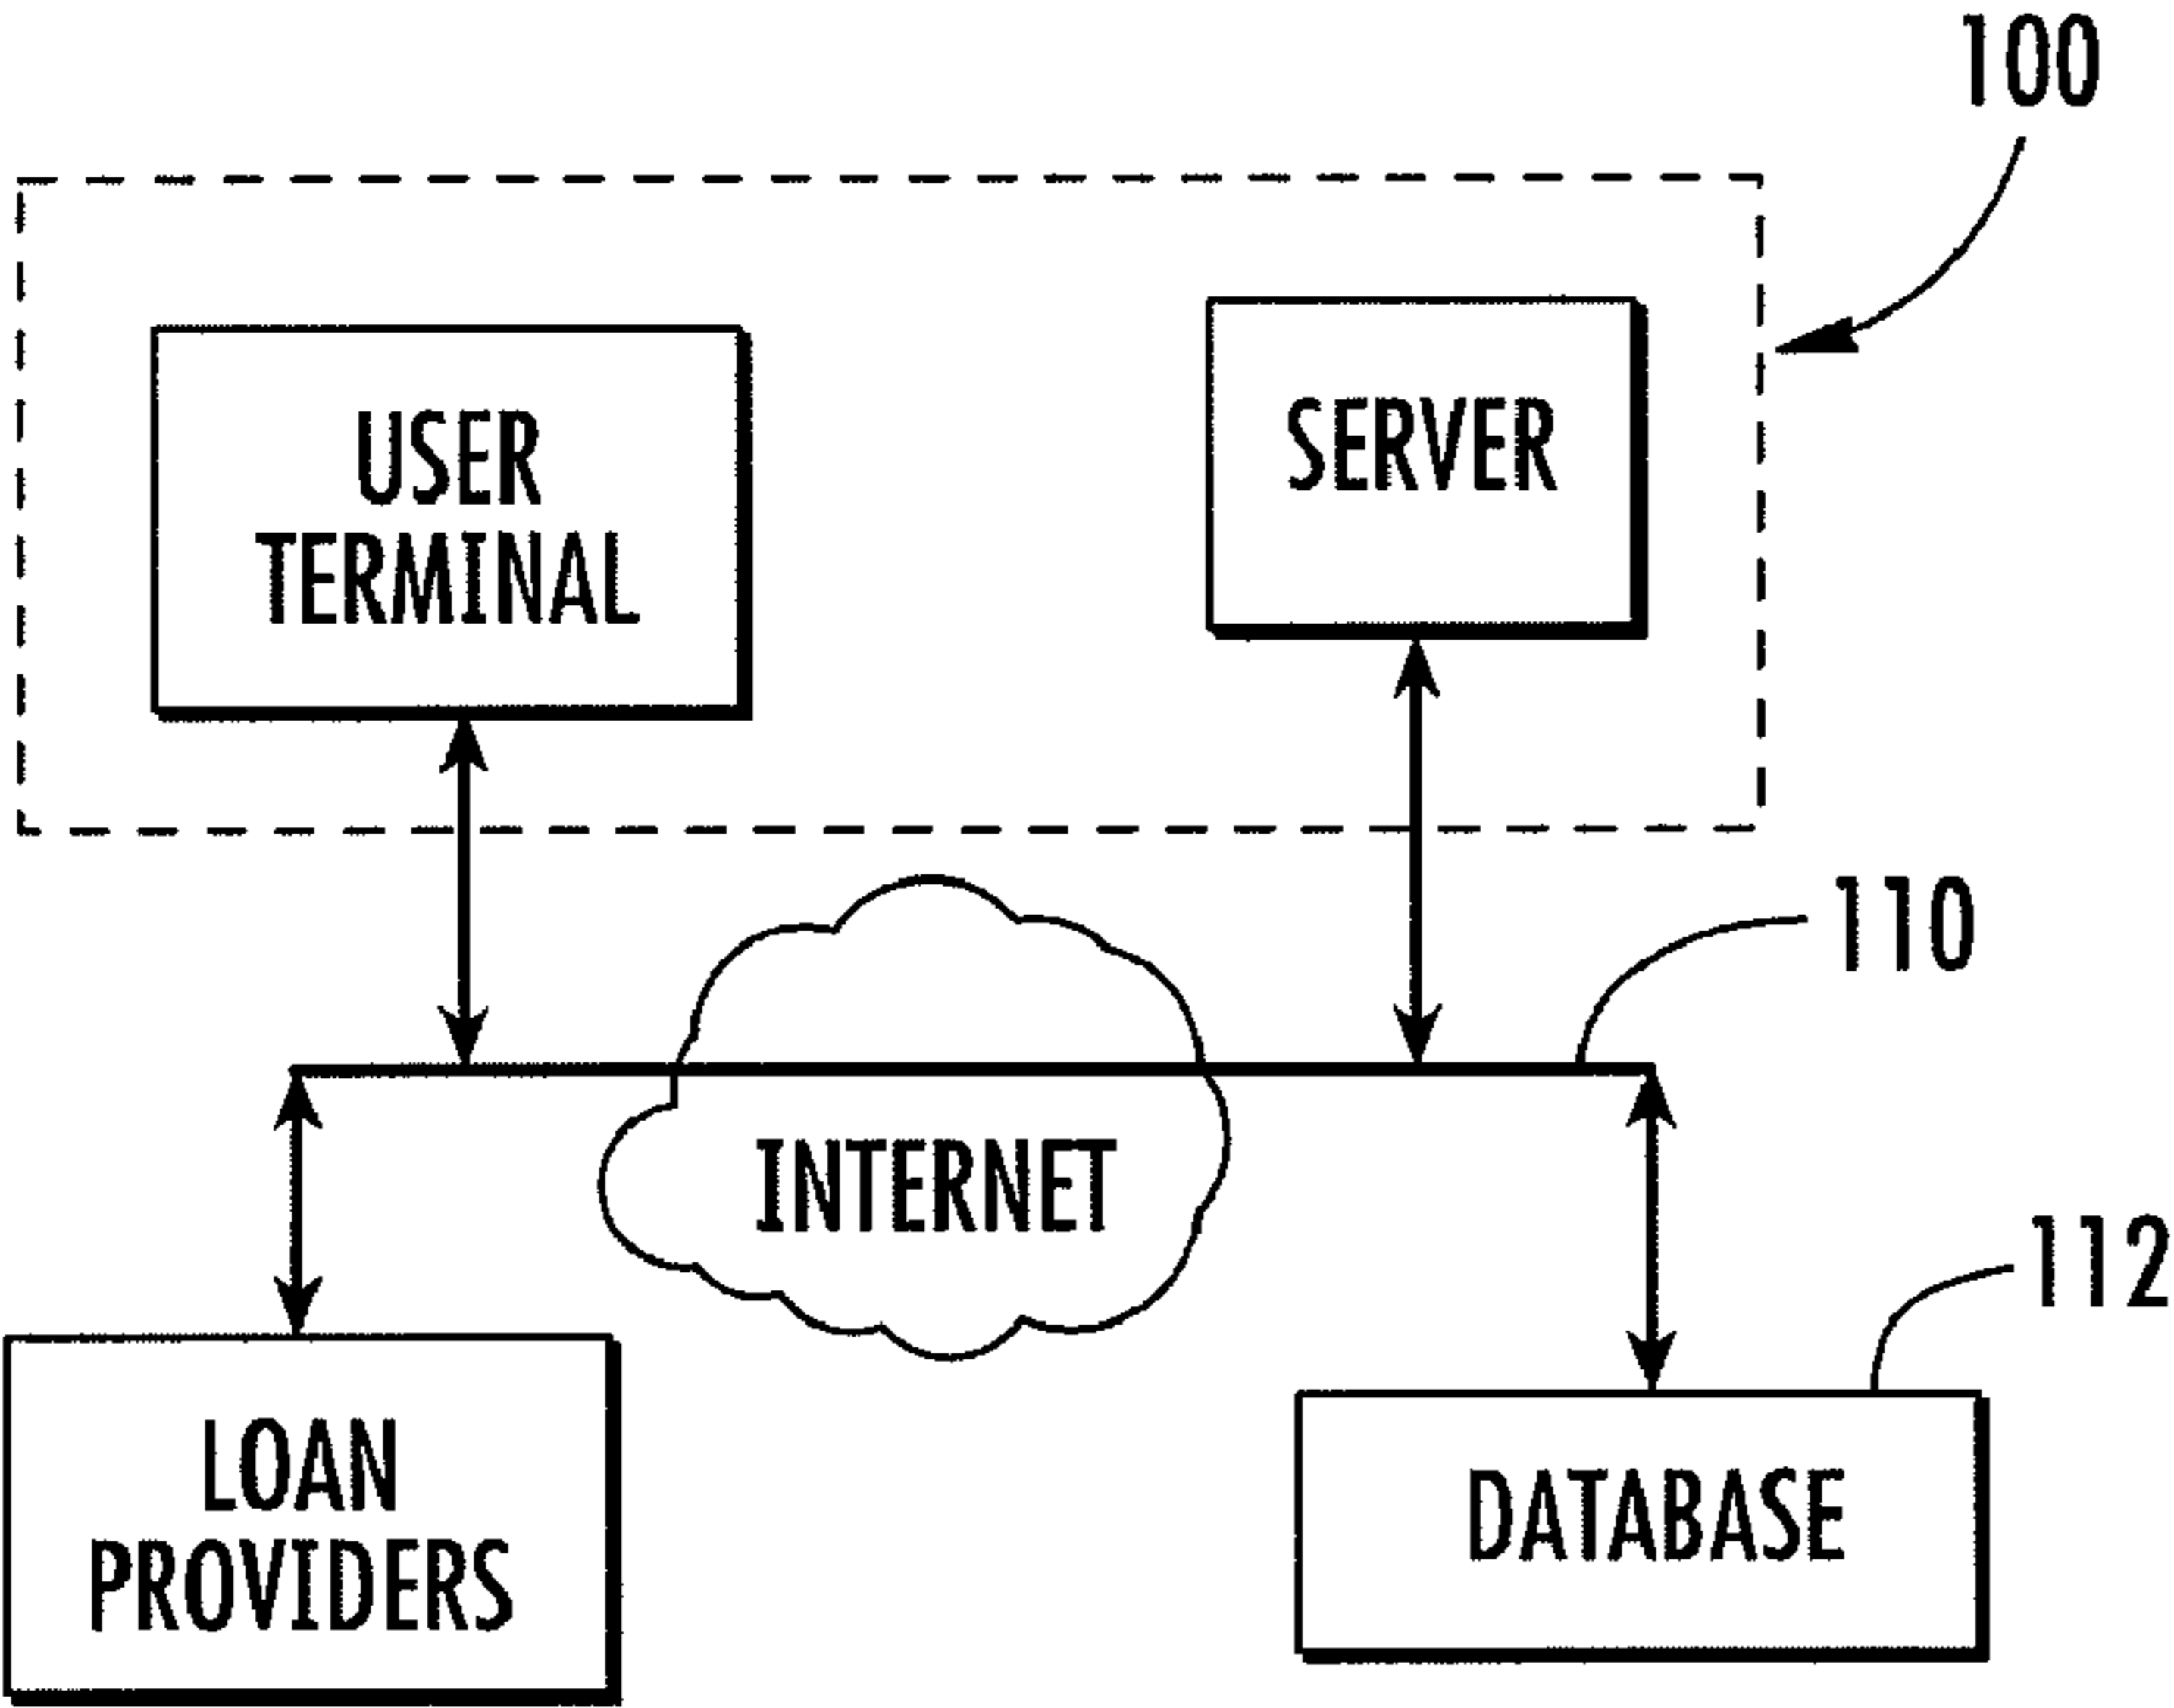 100
USER
TERMINAL
SERVER
110
INTERNET
112
LOAN
PROVIDERS
DATABASE